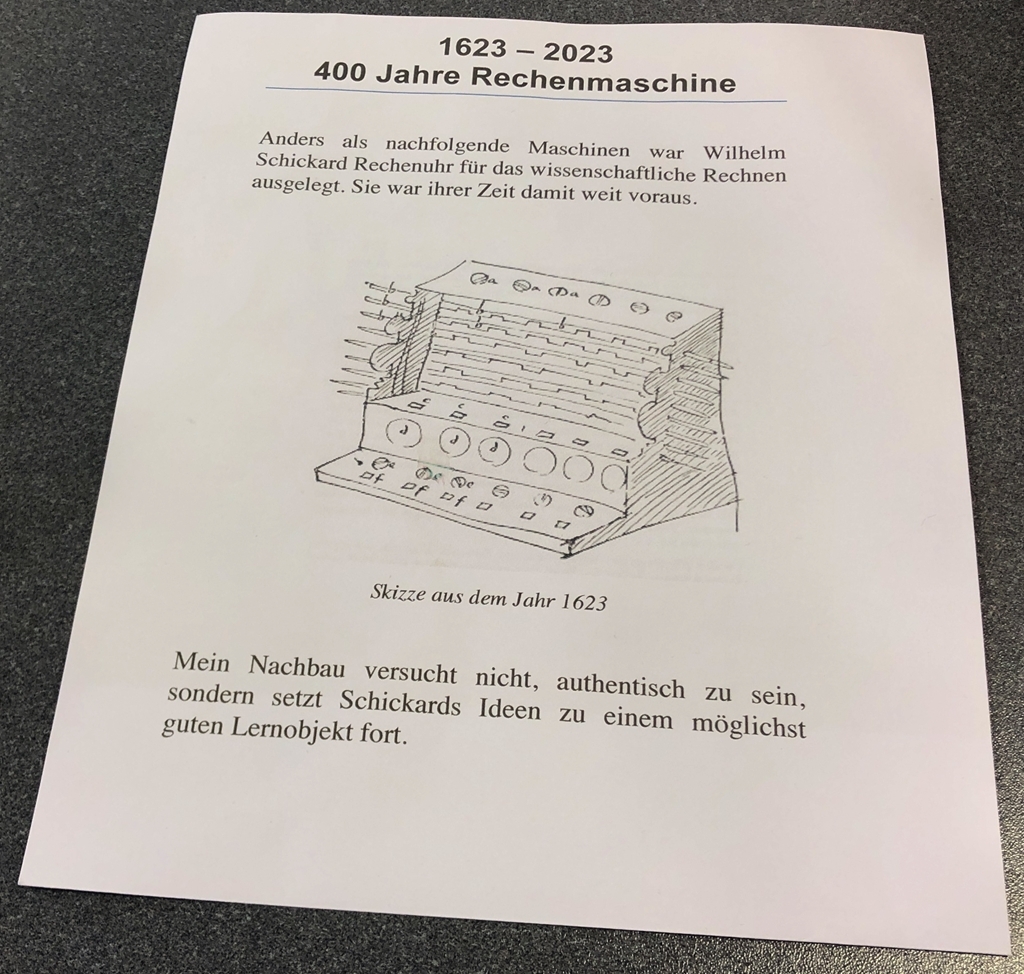 1623 – 2023
400 Jahre Rechenmaschine
Anders als nachfolgende Maschinen war Wilhelm
Schickard Rechenuhr für das wissenschaftliche Rechnen
ausgelegt. Sie war ihrer Zeit damit weit voraus.
Skizze aus dem Jahr 1623
Mein Nachbau versucht nicht, authentisch zu sein,
sondern setzt Schickards Ideen zu einem möglichst
guten Lernobjekt fort.